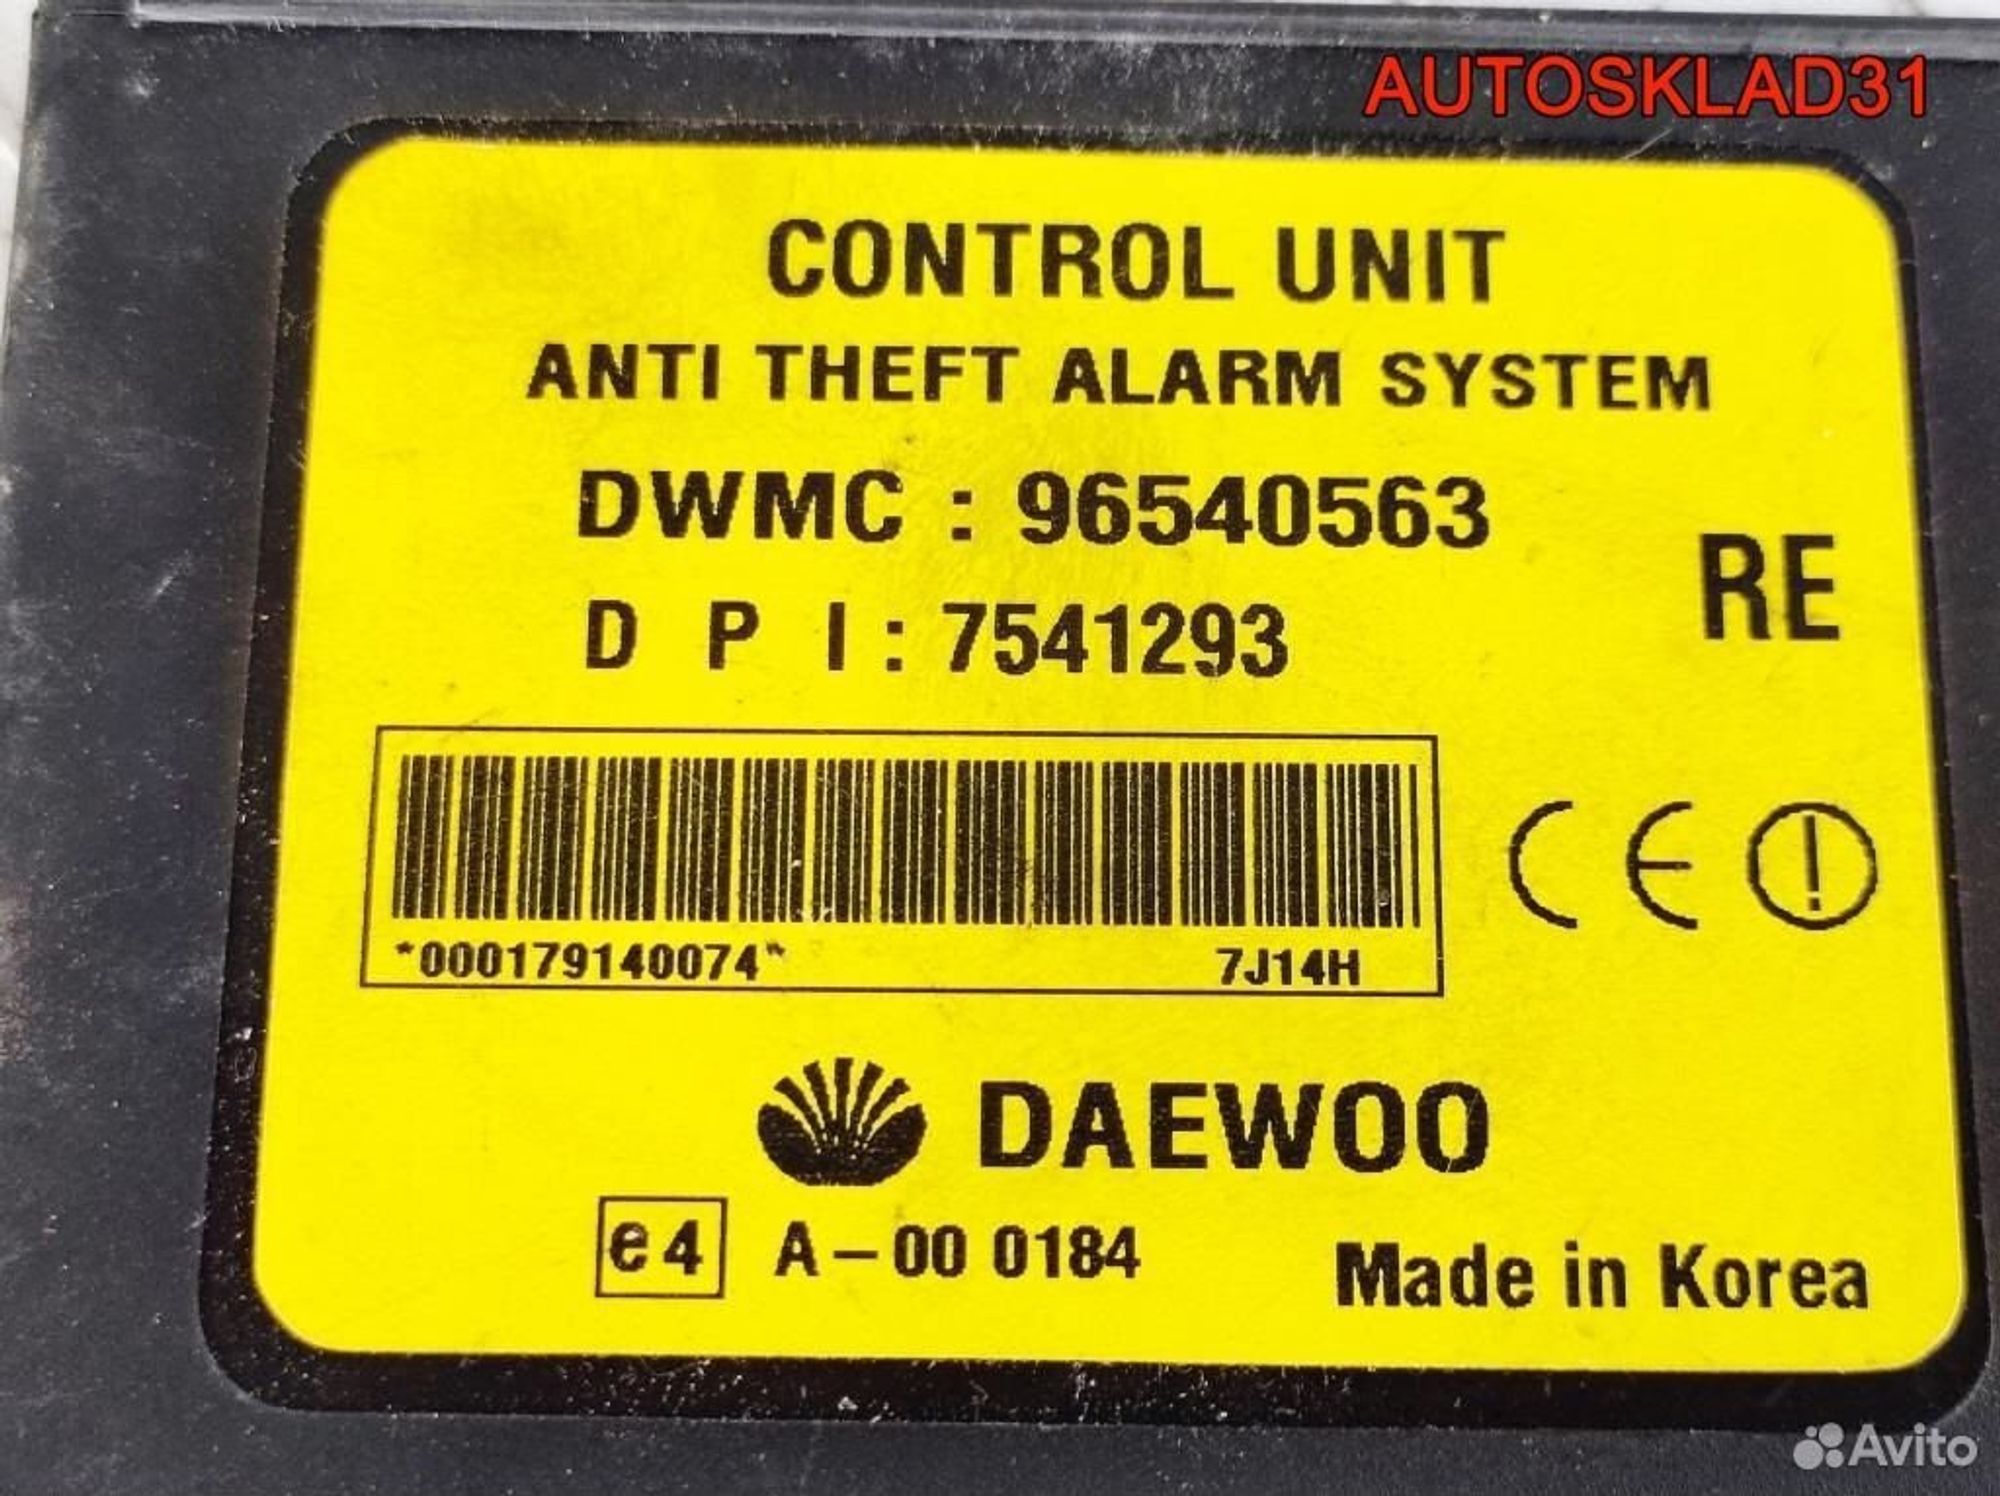 AUTOSKLAD31
CONTROL UNIT
ANTI THEFT ALARM SYSTEM
DWMC : 96540563
RE
D P I : 7541293
*000179140074* 7J14H
CE
DAEWOO
e4 A-00 0184
Made in Korea
Avito